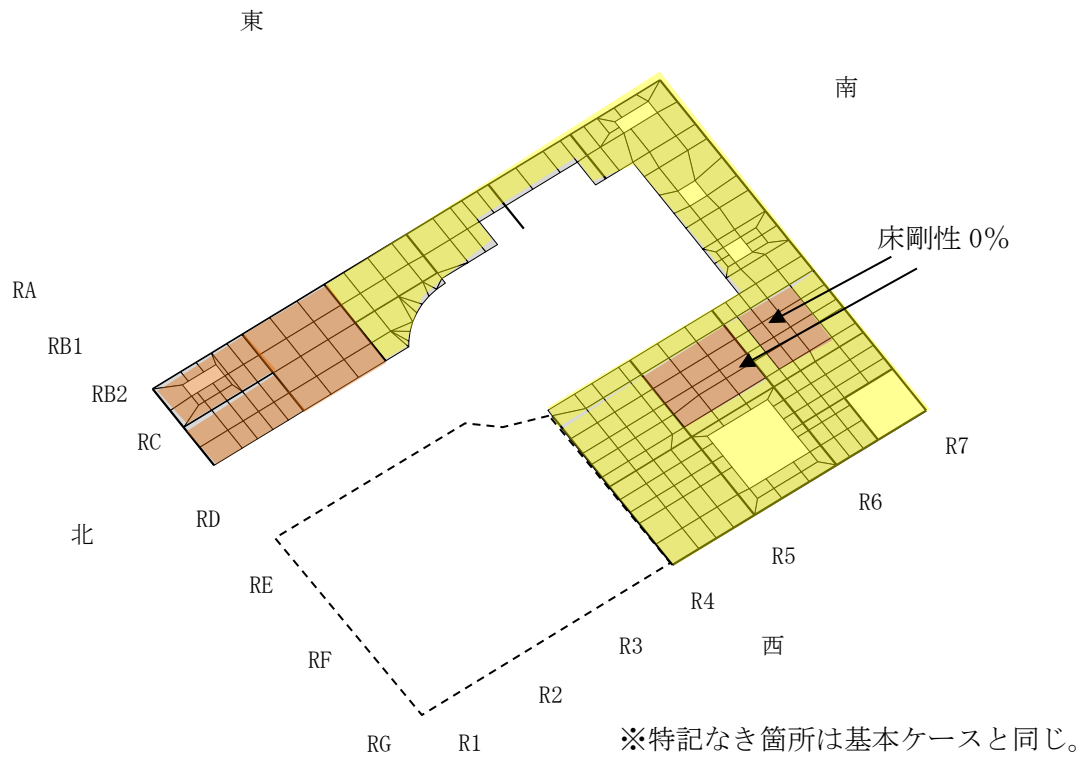 東
南
床剛性 0％
RA
RB1
RB2
RC
RD
北
RE
RF
RG
R1
R2
R3
R4
R5
R6
R7
西
※特記なき箇所は基本ケースと同じ。